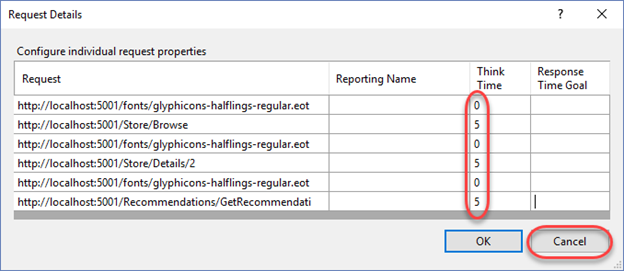 Request Details
Configure individual request properties
Request Reporting Name Think Time Response Time Goal
http://localhost:5001/fonts/glyphicons-halflings-regular.eot 0
http://localhost:5001/Store/Browse 5
http://localhost:5001/fonts/glyphicons-halflings-regular.eot 0
http://localhost:5001/Store/Details/2 5
http://localhost:5001/fonts/glyphicons-halflings-regular.eot 0
http://localhost:5001/Recommendations/GetRecommendati 5
OK Cancel